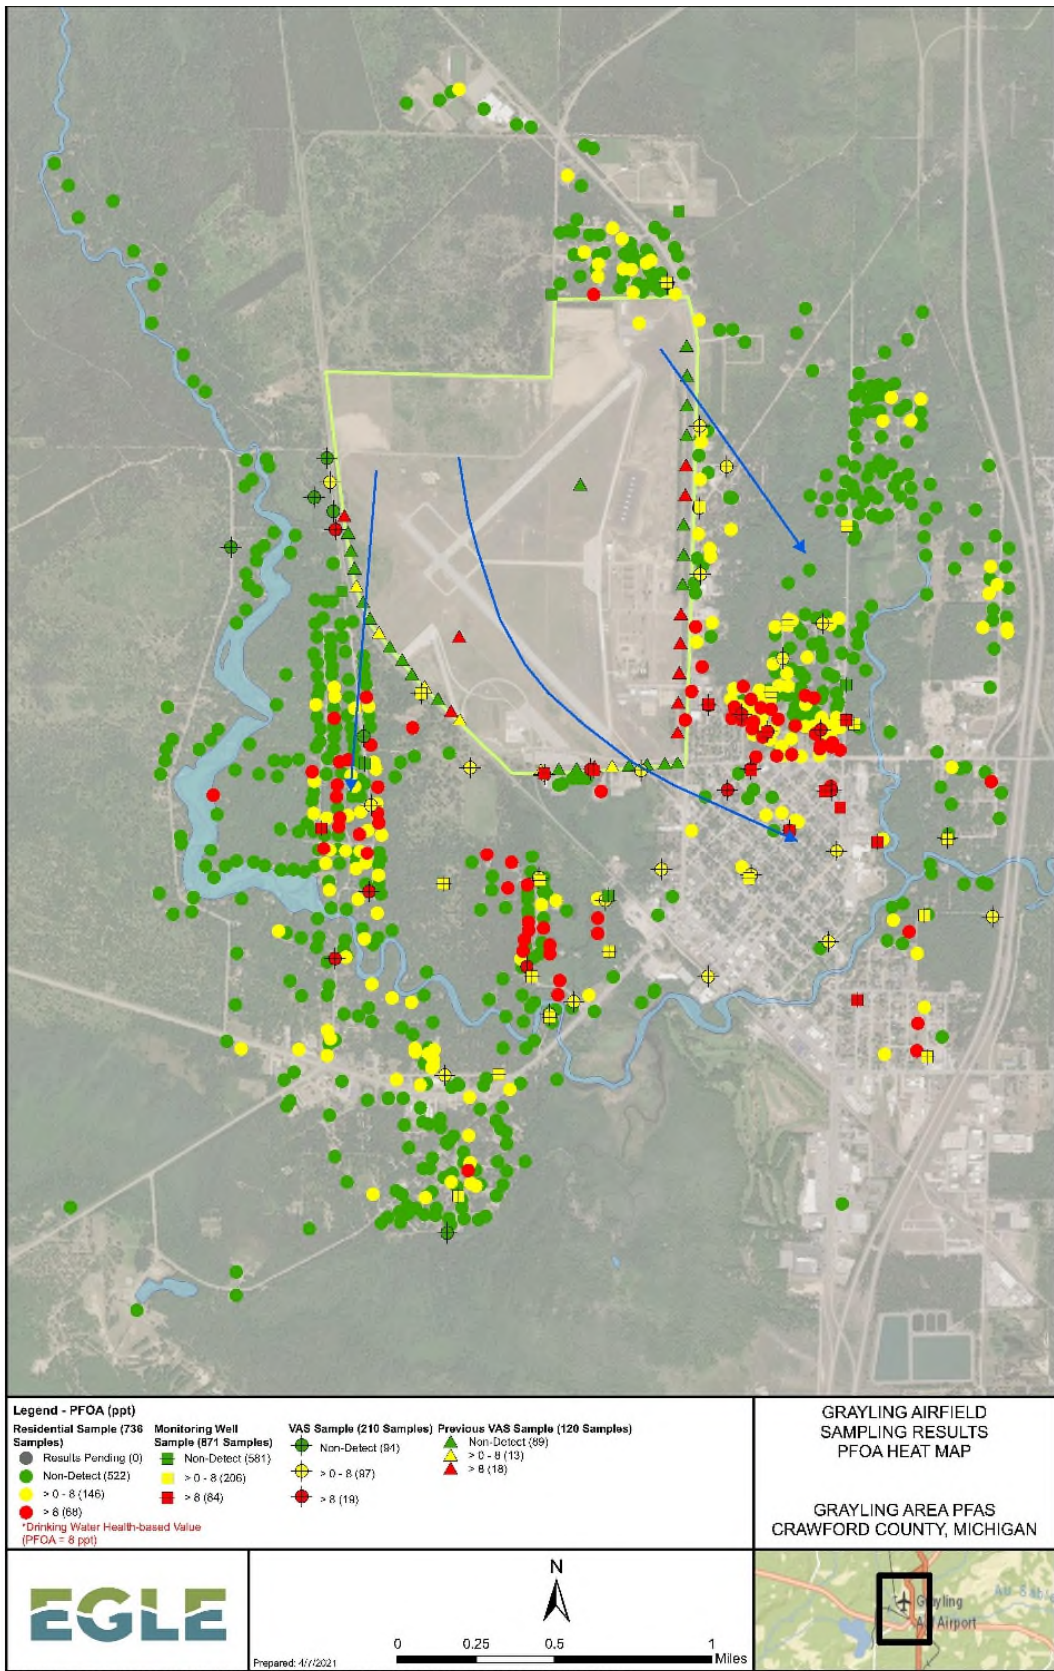 Legend - PFOA (ppt)
Residential Sample (736
Samples)
Results Pending (0)
Non-Detect (522)
> 0 - 8 (146)
> 8 (68)
*Drinking Water Health-based Value
(PFOA = 8 ppt)
Monitoring Well
Sample (871 Samples)
Non-Detect (581)
> 0 - 8 (206)
> 8 (84)
VAS Sample (210 Samples)
Non-Detect (94)
> 0 - 8 (97)
> 8 (19)
Previous VAS Sample (120 Samples)
Non-Detect (89)
> 0 - 8 (13)
> 8 (18)
GRAYLING AIRFIELD
SAMPLING RESULTS
PFOA HEAT MAP
GRAYLING AREA PFAS
CRAWFORD COUNTY, MICHIGAN
EGLE
Prepared: 4/7/2021
N
0 0.25 0.5 1
Miles
Grayling
Airport